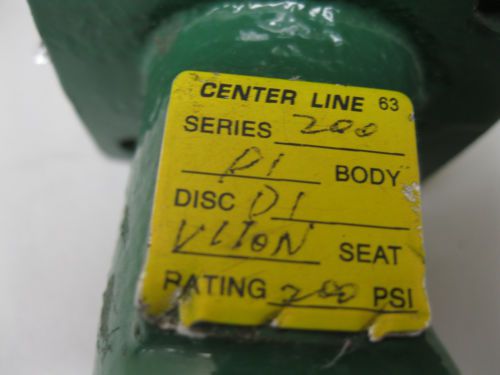 CENTER LINE 63
SERIES 200
DI BODY
DISC DI
VITON SEAT
RATING 200 PSI